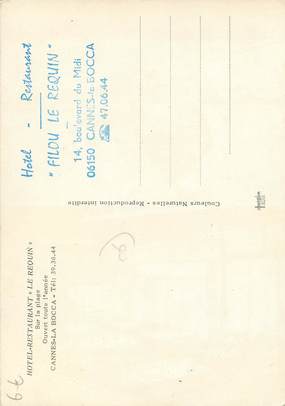 HOTEL-RESTAURANT « LE REQUIN »
Sur la plage
Ouvert toute l'année
CANNES-LA BOCCA - Tél: 39.36.44
Hotel - Restaurant
" FILOU LE REQUIN "
14, boulevard du Midi
06150 CANNES-la BOCCA
☎ 47.06.44
Couleurs Naturelles - Reproduction interdite
6 €